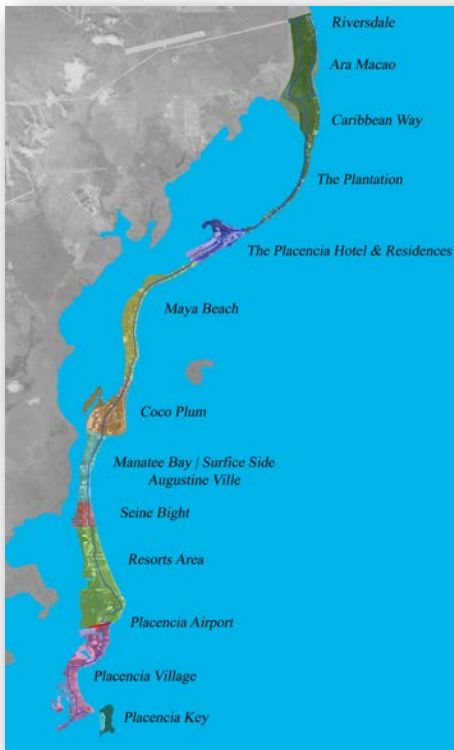 Riversdale
Ara Macao
Caribbean Way
The Plantation
The Placencia Hotel & Residences
Maya Beach
Coco Plum
Manatee Bay | Surfice Side
Augustine Ville
Seine Bight
Resorts Area
Placencia Airport
Placencia Village
Placencia Key